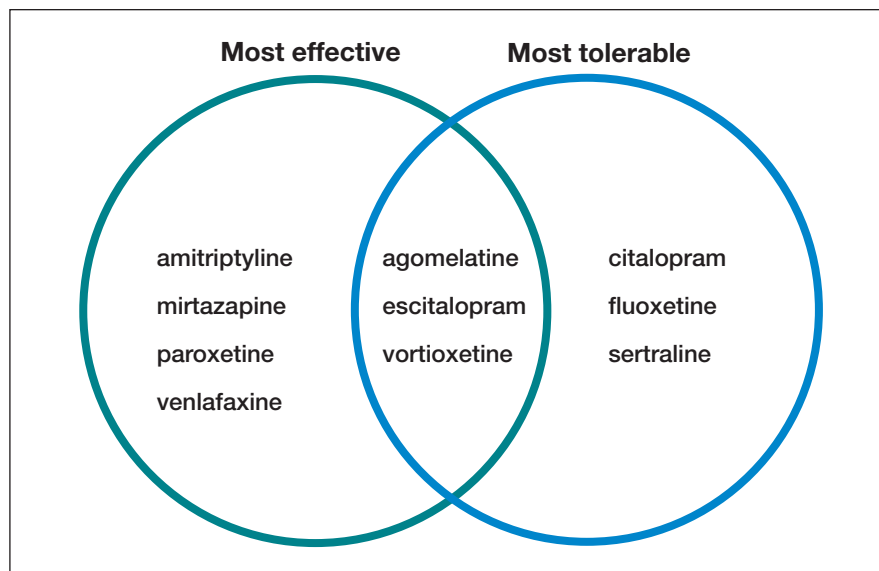 Most effective
Most tolerable
amitriptyline
mirtazapine
paroxetine
venlafaxine
agomelatine
escitalopram
vortioxetine
citalopram
fluoxetine
sertraline